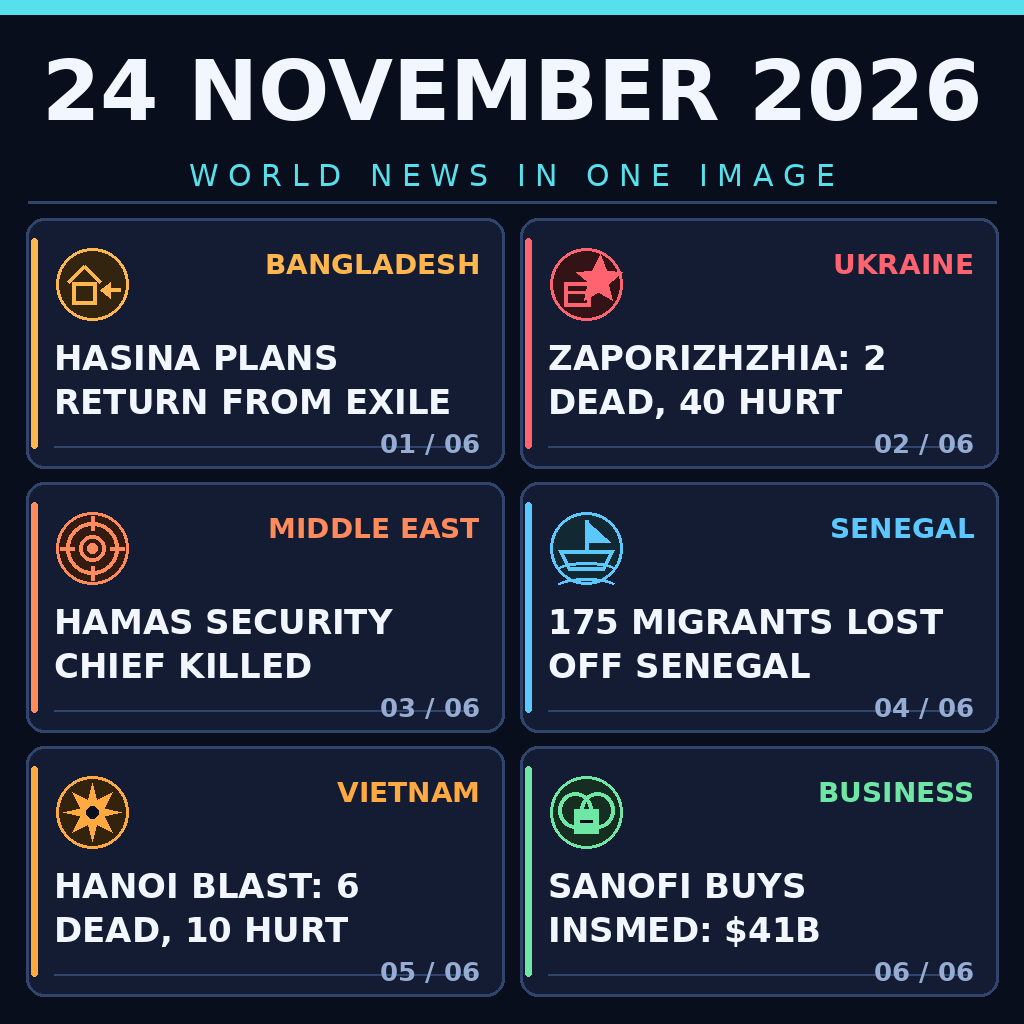 24 NOVEMBER 2026
WORLD NEWS IN ONE IMAGE
BANGLADESH
HASINA PLANS
RETURN FROM EXILE
01 / 06
UKRAINE
ZAPORIZHZHIA: 2
DEAD, 40 HURT
02 / 06
MIDDLE EAST
HAMAS SECURITY
CHIEF KILLED
03 / 06
SENEGAL
175 MIGRANTS LOST
OFF SENEGAL
04 / 06
VIETNAM
HANOI BLAST: 6
DEAD, 10 HURT
05 / 06
BUSINESS
SANOFI BUYS
INSMED: $41B
06 / 06